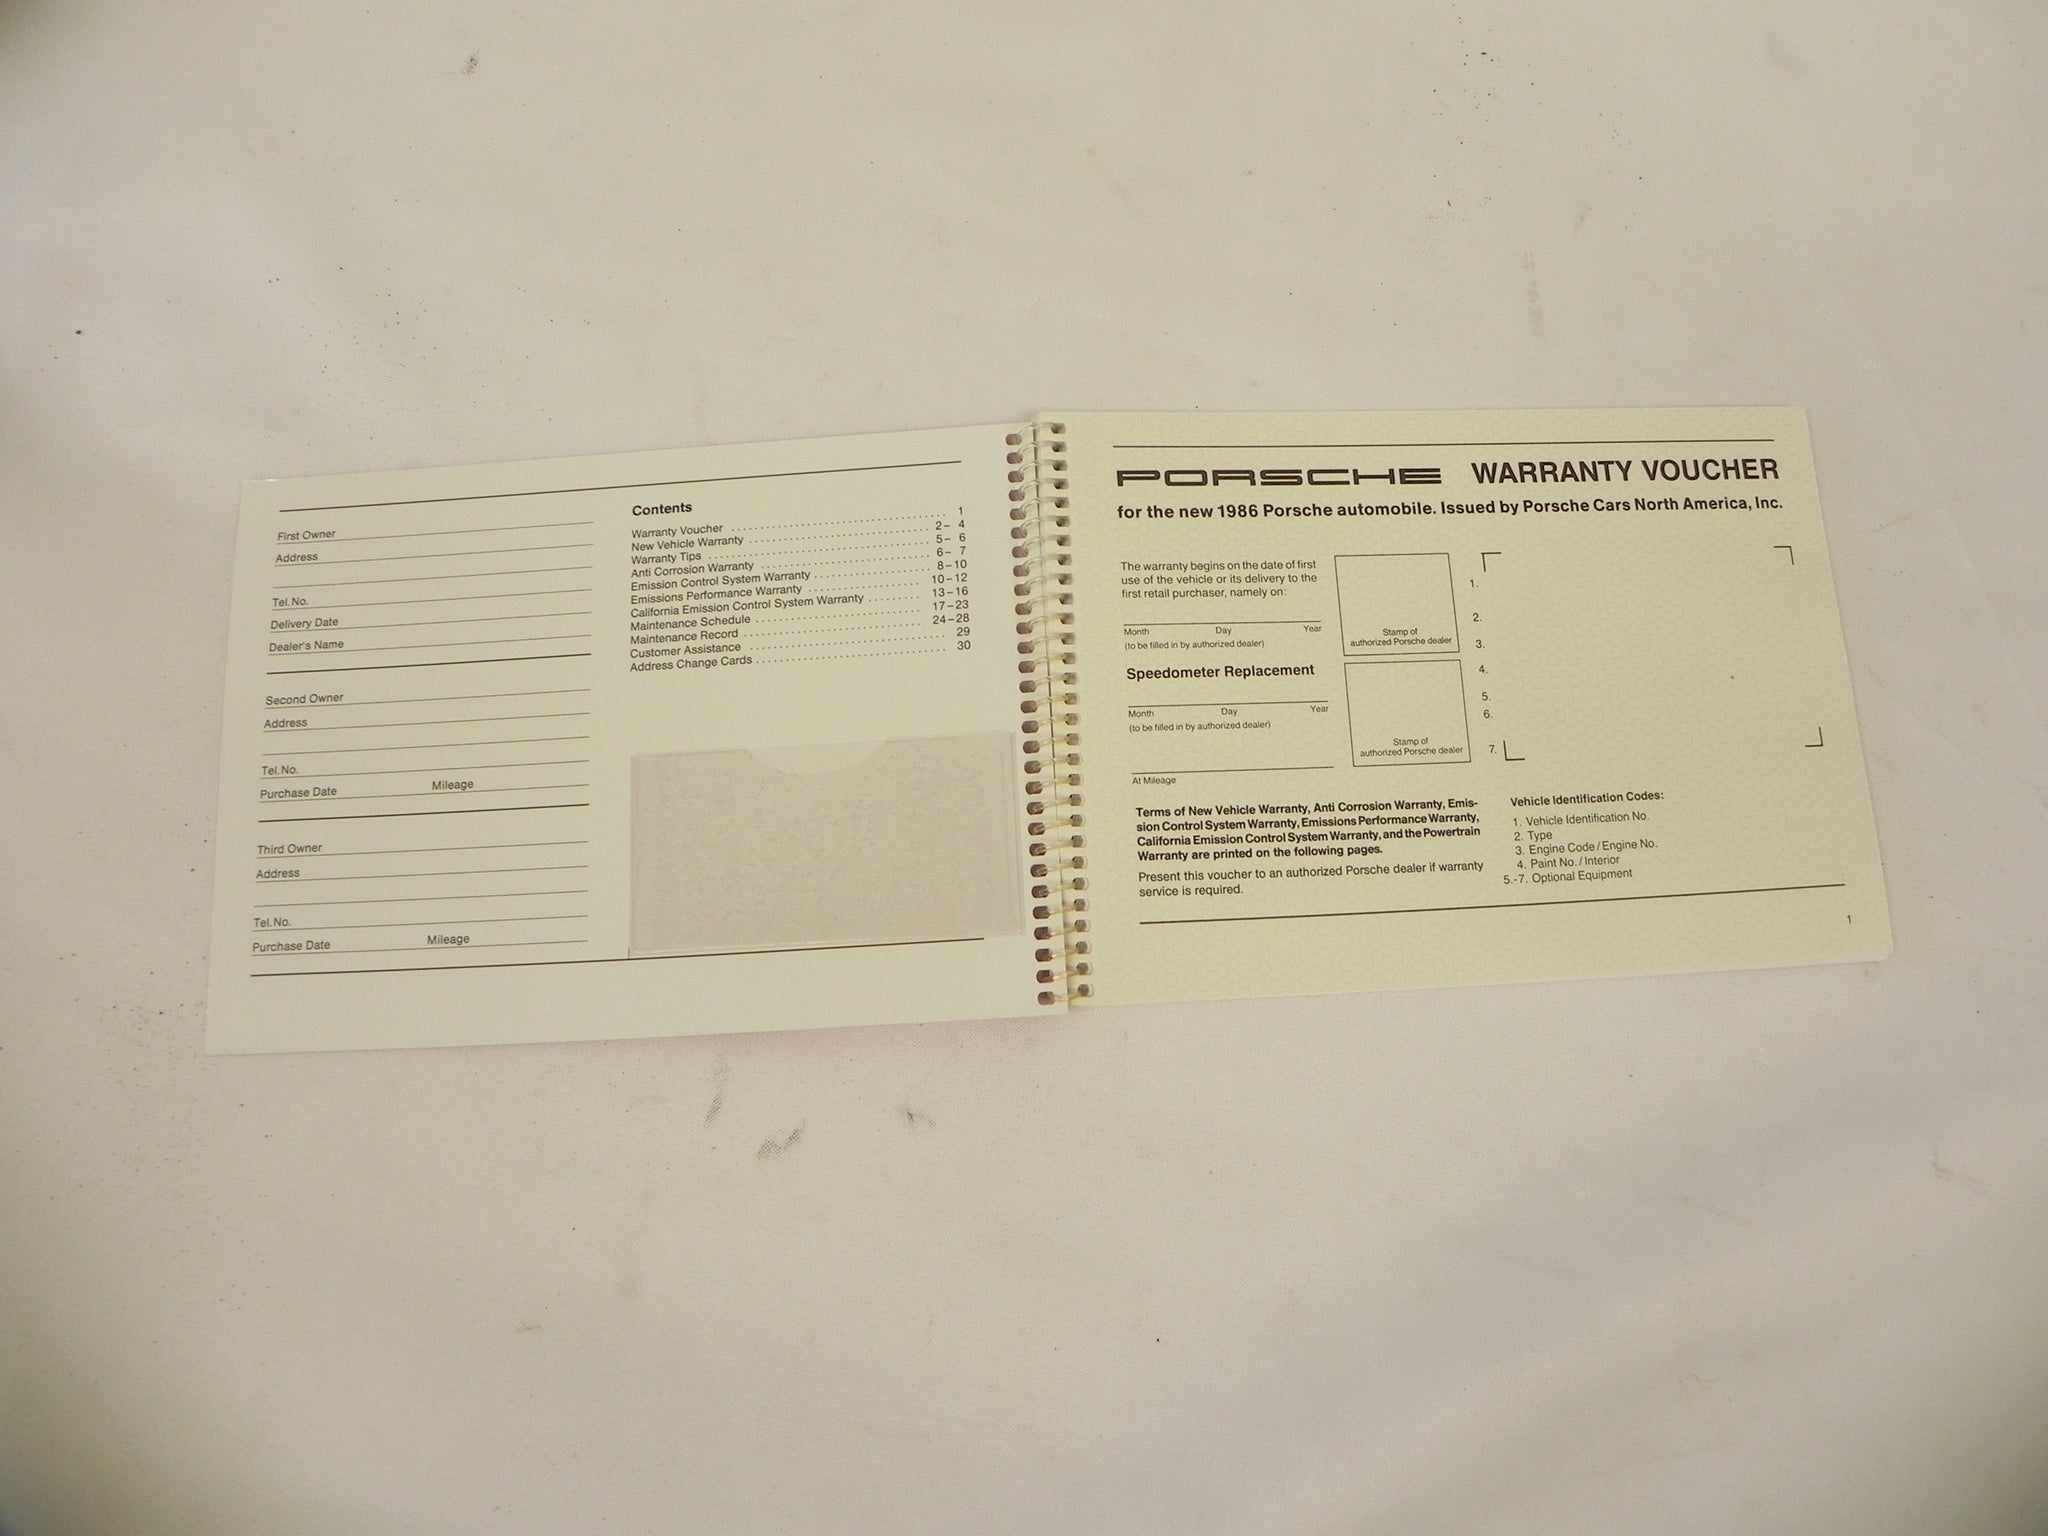 First Owner
Address
Tel. No.
Delivery Date
Dealer's Name
Second Owner
Address
Tel. No.
Purchase Date Mileage
Third Owner
Address
Tel. No.
Purchase Date Mileage
Contents
Warranty Voucher . . . . . . . . . . 1
New Vehicle Warranty . . . . . . . . . . 2– 4
Warranty Tips . . . . . . . . . . 5– 6
Anti Corrosion Warranty . . . . . . . . . . 6– 7
Emission Control System Warranty . . . . . . . . . . 8–10
Emissions Performance Warranty . . . . . . . . . . 10–12
California Emission Control System Warranty . . . . . . . . 13–16
Maintenance Schedule . . . . . . . . . . 17–23
Maintenance Record . . . . . . . . . . 24–28
Customer Assistance . . . . . . . . . . 29
Address Change Cards . . . . . . . . . . 30
PORSCHE WARRANTY VOUCHER
for the new 1986 Porsche automobile. Issued by Porsche Cars North America, Inc.
The warranty begins on the date of first
use of the vehicle or its delivery to the
first retail purchaser, namely on:
Month Day Year
(to be filled in by authorized dealer)
Speedometer Replacement
Month Day Year
(to be filled in by authorized dealer)
At Mileage
Stamp of
authorized Porsche dealer
Stamp of
authorized Porsche dealer
1.
2.
3.
4.
5.
6.
7.
Terms of New Vehicle Warranty, Anti Corrosion Warranty, Emis-
sion Control System Warranty, Emissions Performance Warranty,
California Emission Control System Warranty, and the Powertrain
Warranty are printed on the following pages.
Present this voucher to an authorized Porsche dealer if warranty
service is required.
Vehicle Identification Codes:
1. Vehicle Identification No.
2. Type
3. Engine Code / Engine No.
4. Paint No. / Interior
5.-7. Optional Equipment
1